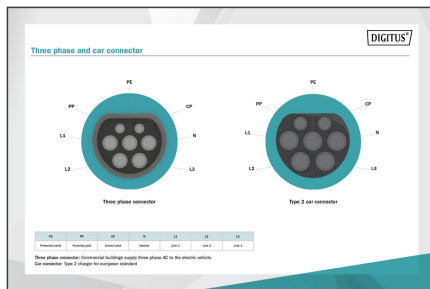 DIGITUS®
Three phase and car connector
PE
PP
CP
L1
N
L2
L3
Three phase connector
PE
PP
CP
L1
N
L2
L3
Type 2 car connector
PE PP CP N L1 L2 L3
Protective earth Proximity pilot Control pilot Neutral Line 1 Line 2 Line 3
Three phase connector: Commercial buildings supply three phase AC to the electric vehicle.
Car connector: Type 2 charger for european standard